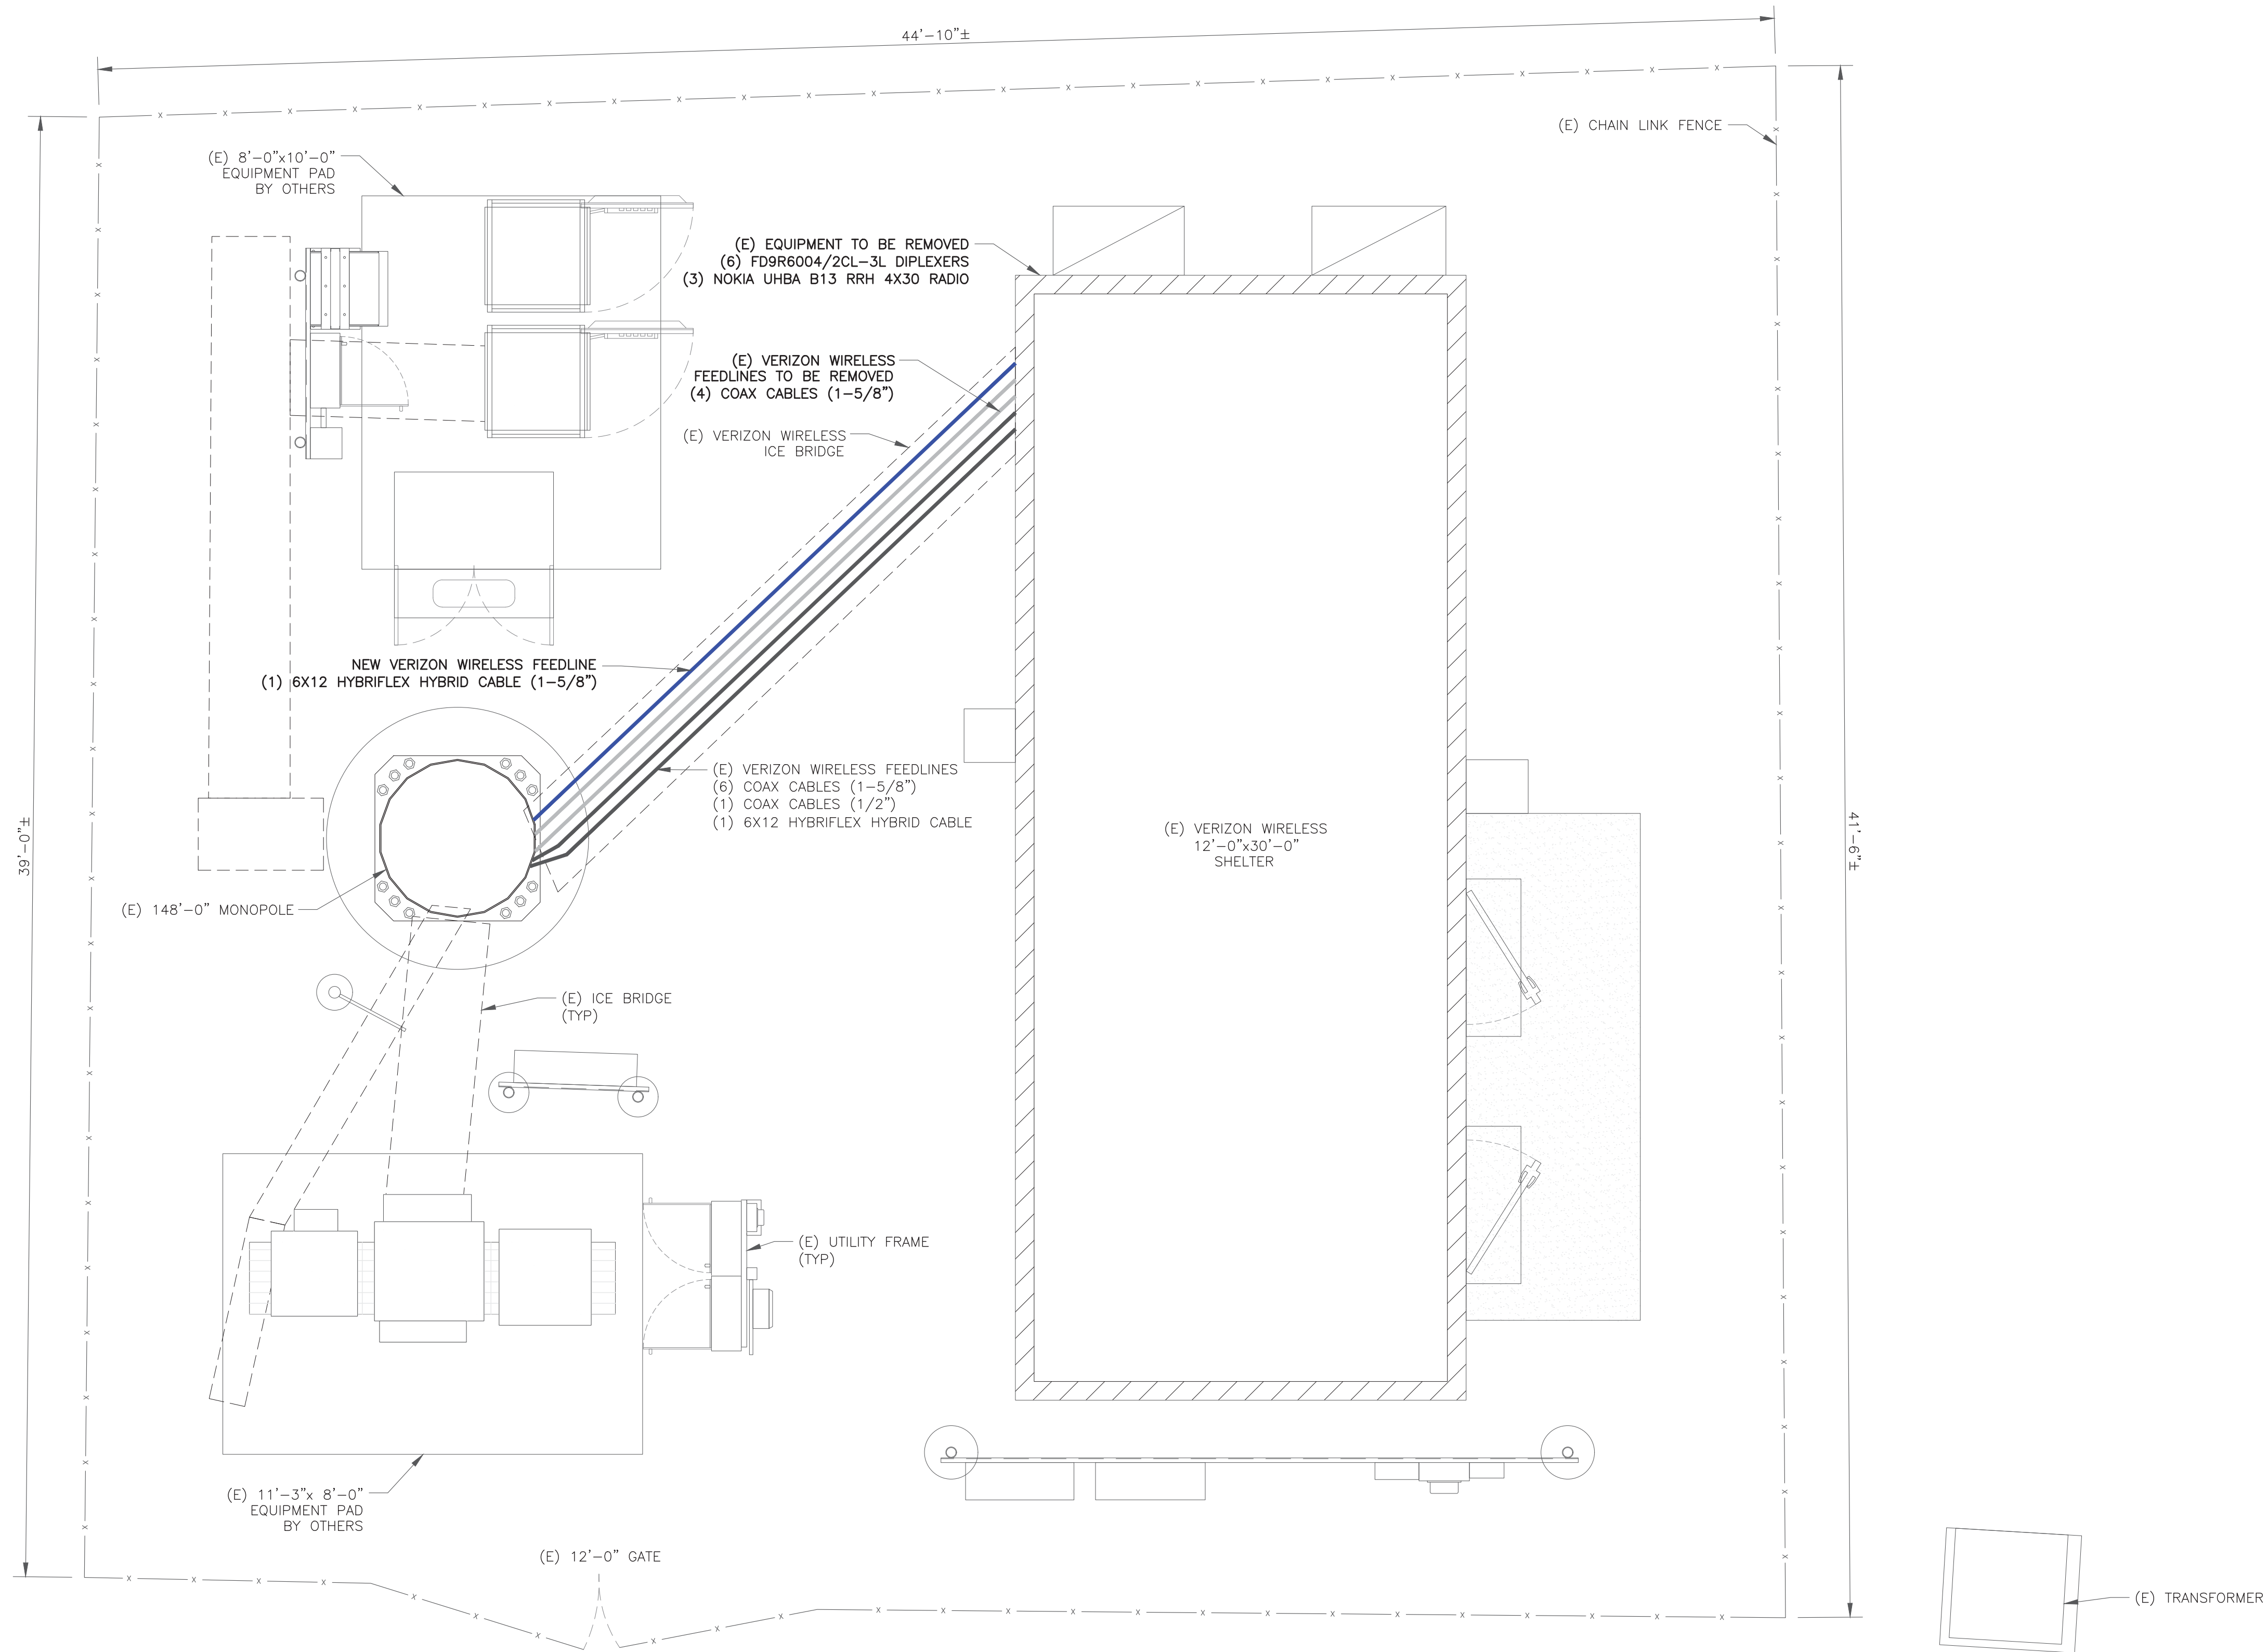 44'-10"±
(E) CHAIN LINK FENCE
(E) 8'-0"x10'-0"
EQUIPMENT PAD
BY OTHERS
(E) EQUIPMENT TO BE REMOVED
(6) FD9R6004/2CL-3L DIPLEXERS
(3) NOKIA UHBA B13 RRH 4X30 RADIO
(E) VERIZON WIRELESS
FEEDLINES TO BE REMOVED
(4) COAX CABLES (1-5/8")
(E) VERIZON WIRELESS
ICE BRIDGE
NEW VERIZON WIRELESS FEEDLINE
(1) 6X12 HYBRIFLEX HYBRID CABLE (1-5/8")
(E) VERIZON WIRELESS FEEDLINES
(6) COAX CABLES (1-5/8")
(1) COAX CABLES (1/2")
(1) 6X12 HYBRIFLEX HYBRID CABLE
(E) VERIZON WIRELESS
12'-0"x30'-0"
SHELTER
39'-0"±
41'-6"±
(E) 148'-0" MONOPOLE
(E) ICE BRIDGE
(TYP)
(E) UTILITY FRAME
(TYP)
(E) 11'-3"x 8'-0"
EQUIPMENT PAD
BY OTHERS
(E) 12'-0" GATE
(E) TRANSFORMER